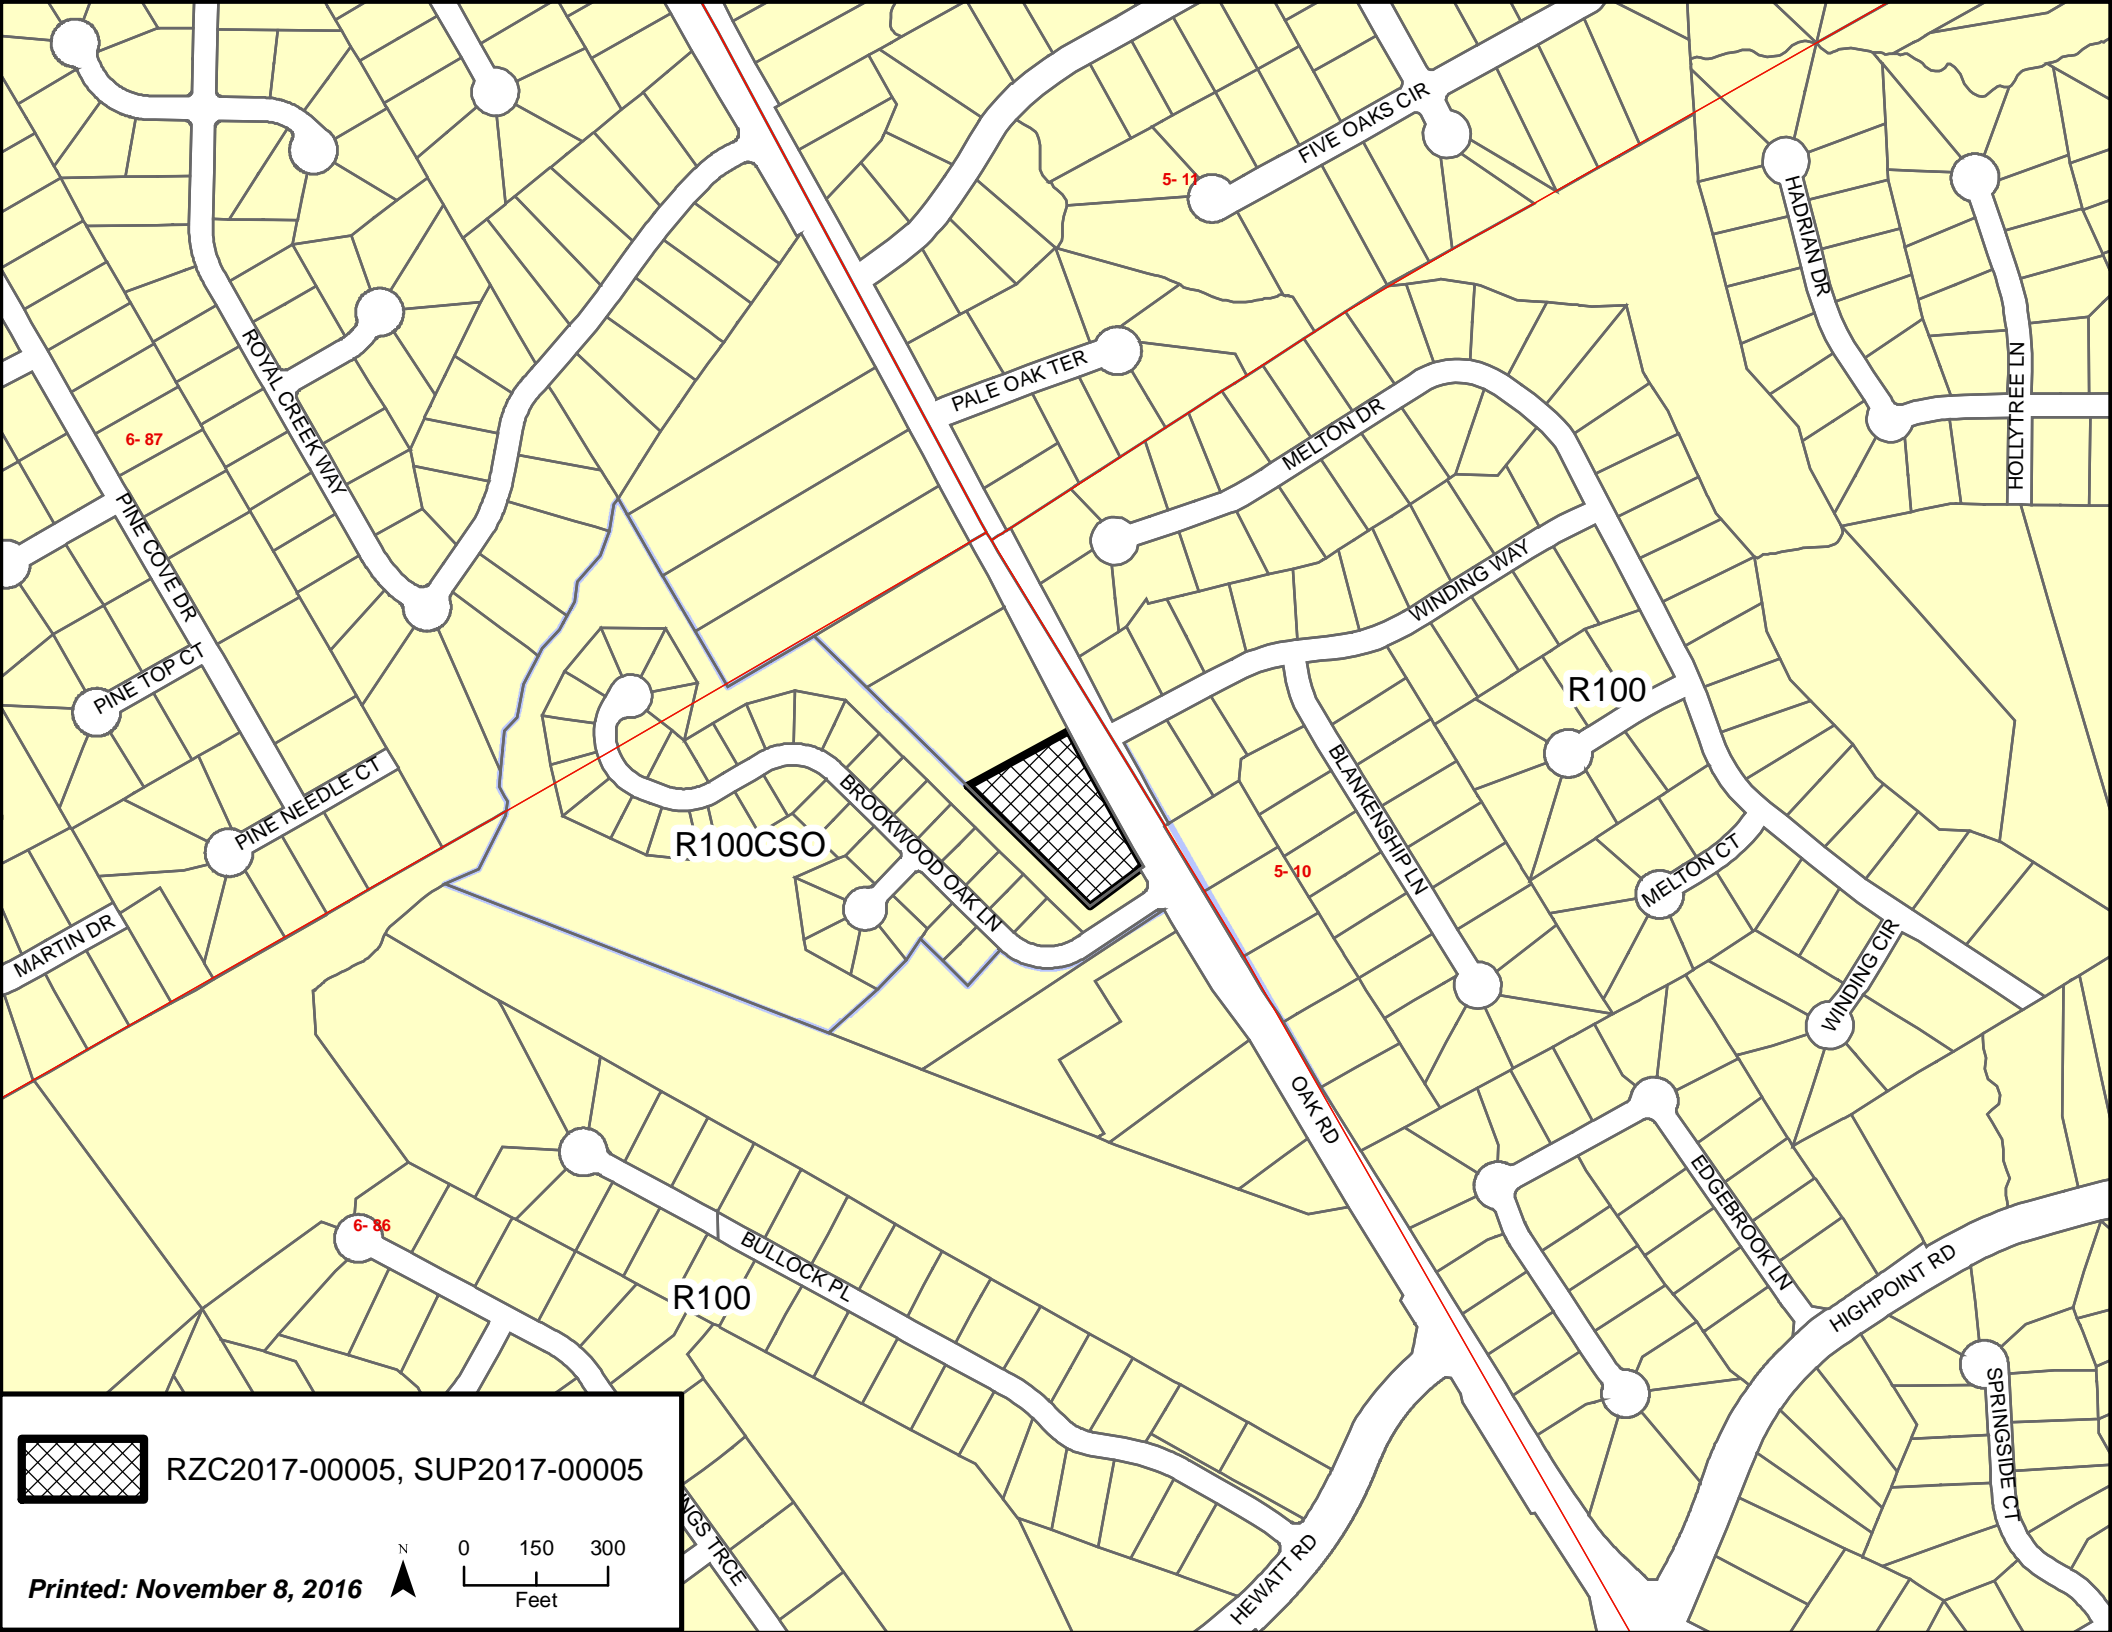 FIVE OAKS CIR
5- 11
HADRIAN DR
ROYAL CREEK WAY
PALE OAK TER
HOLLYTREE LN
MELTON DR
6- 87
PINE COVE DR
WINDING WAY
PINE TOP CT
R100
PINE NEEDLE CT
BROOKWOOD OAK LN
BLANKENSHIP LN
R100CSO
5- 10
MELTON CT
MARTIN DR
WINDING CIR
OAK RD
EDGEBROOK LN
6- 86
BULLOCK PL
R100
HIGHPOINT RD
SPRINGSIDE CT
RZC2017-00005, SUP2017-00005
INGS TRCE
HEWATT RD
N
0 150 300
Feet
Printed: November 8, 2016